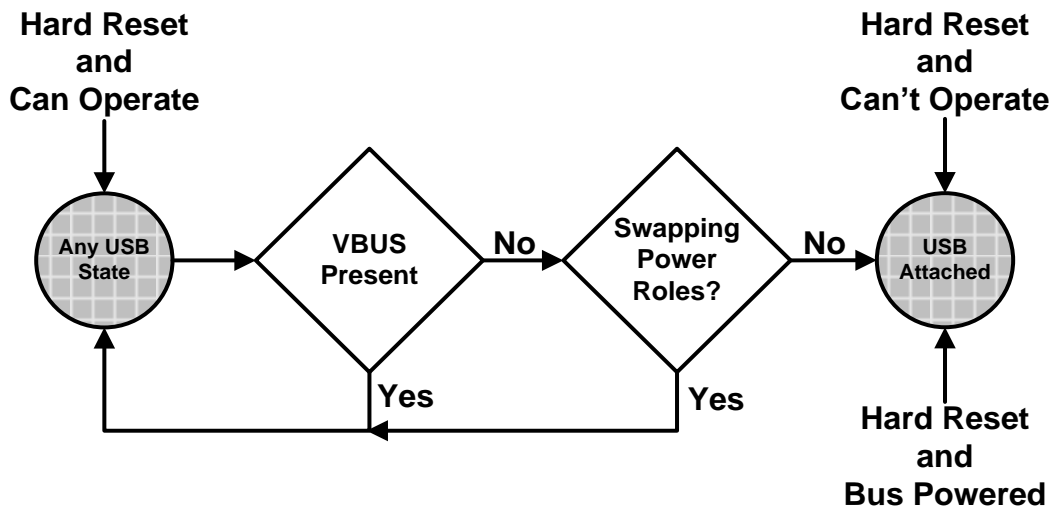 Hard Reset
and
Can Operate
Hard Reset
and
Can't Operate
Any USB
State
VBUS
Present
No
Swapping
Power
Roles?
No
USB
Attached
Yes
Yes
Hard Reset
and
Bus Powered